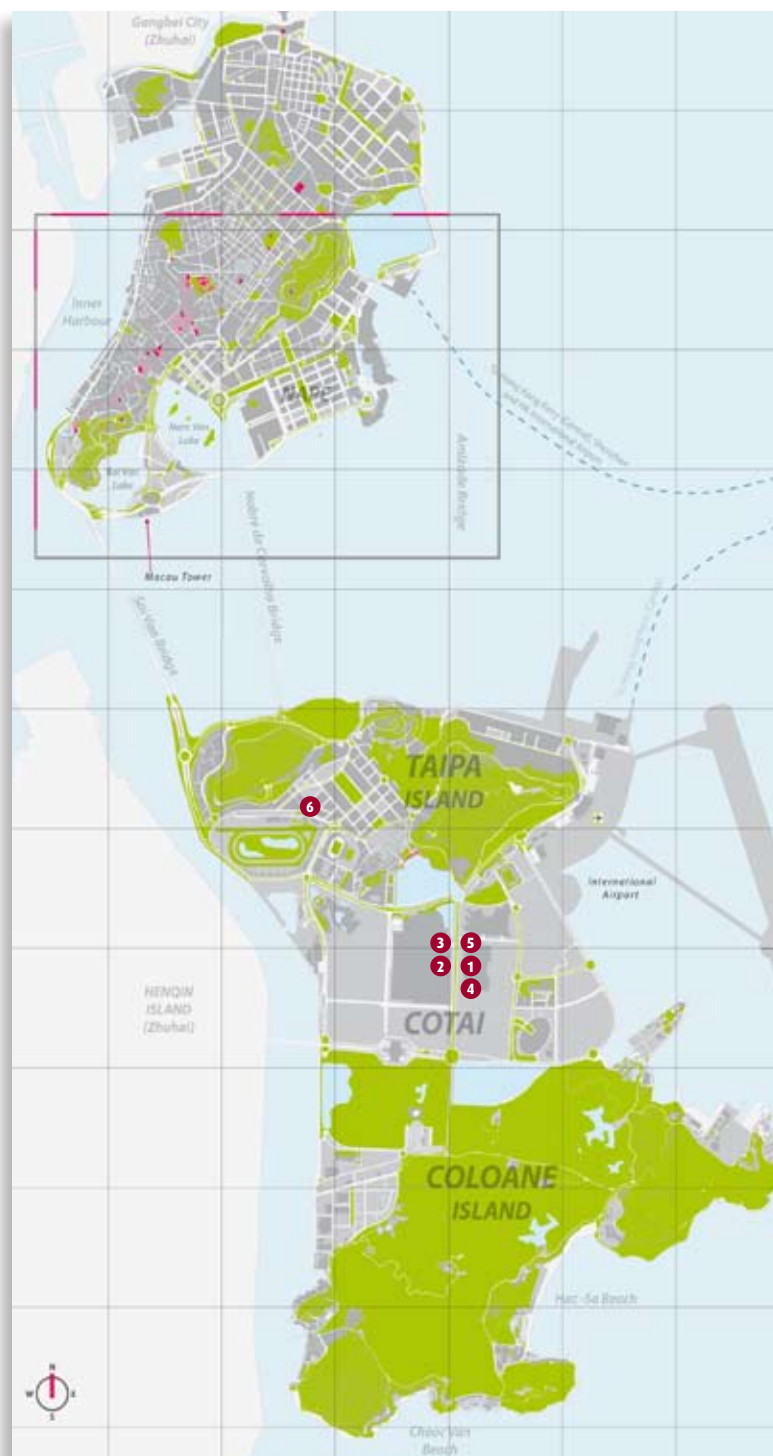 Gongbei City
(Zhuhai)
Inner
Harbour
NAPE
Nam Van
Lake
Sai Van
Lake
Macau Tower
Amizade Bridge
Nobre de Carvalho Bridge
Sai Van Bridge
TAIPA
ISLAND
6
International
Airport
3
5
2
1
4
COTAI
HENQIN
ISLAND
(Zhuhai)
COLOANE
ISLAND
Hac-Sa Beach
Cheoc Van
Beach
N
W
E
S